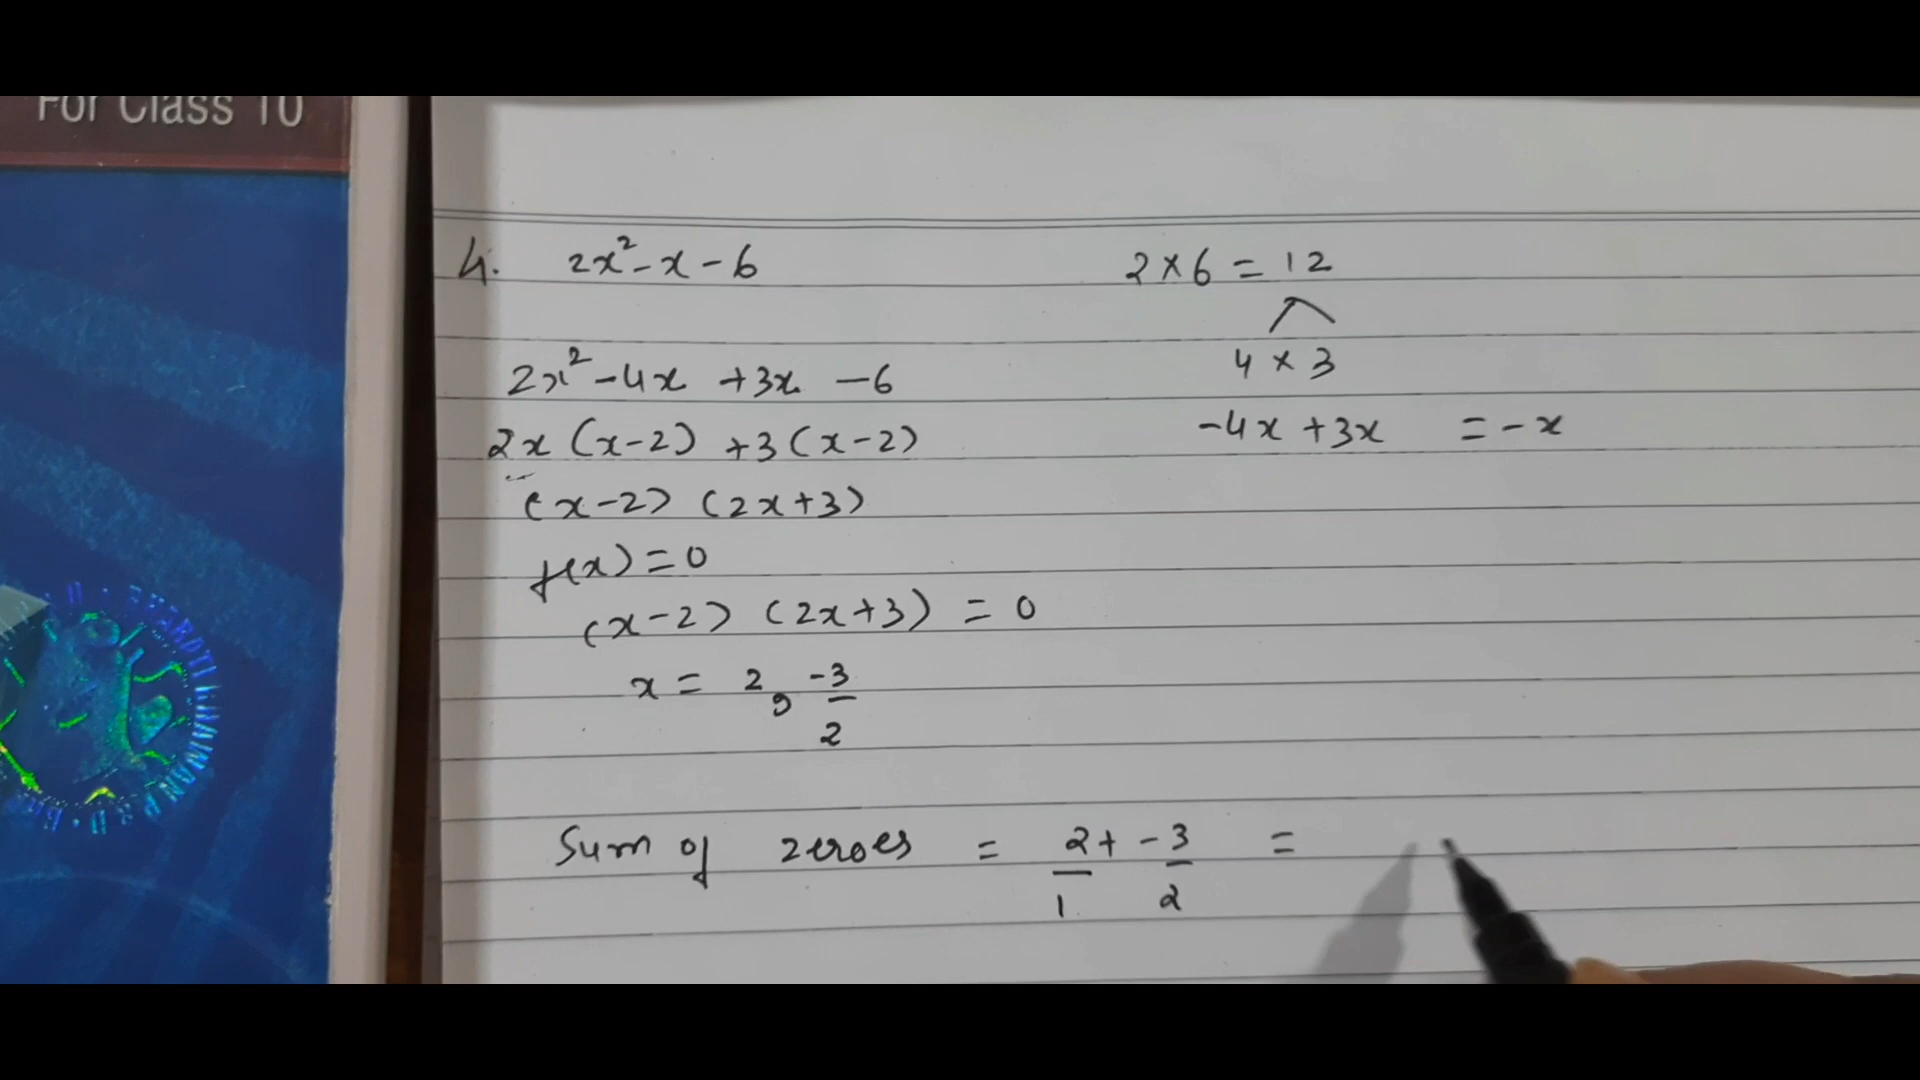 For Class 10
4. 2x² - x - 6
2 × 6 = 12
4 × 3
2x² - 4x + 3x - 6
-4x + 3x = -x
2x (x-2) + 3 (x-2)
(x-2) (2x+3)
f(x) = 0
(x-2) (2x+3) = 0
x = 2, -3/2
Sum of zeroes = 2/1 + -3/2 =